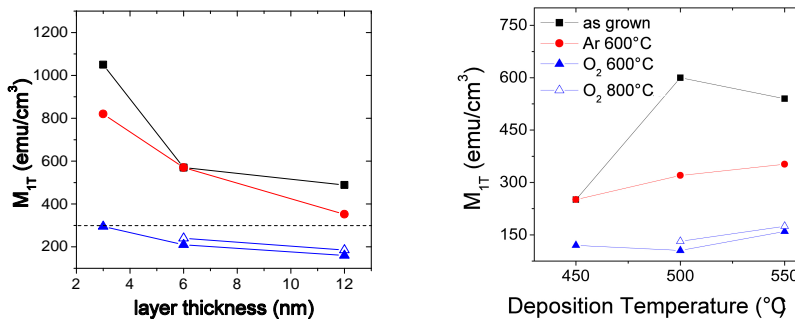 1200
1000
800
600
400
200
2
4
6
8
10
12
M1T (emu/cm³)
layer thickness (nm)
750
600
450
300
150
450
500
550
M1T (emu/cm³)
Deposition Temperature (°C)
as grown
Ar 600°C
O2 600°C
O2 800°C